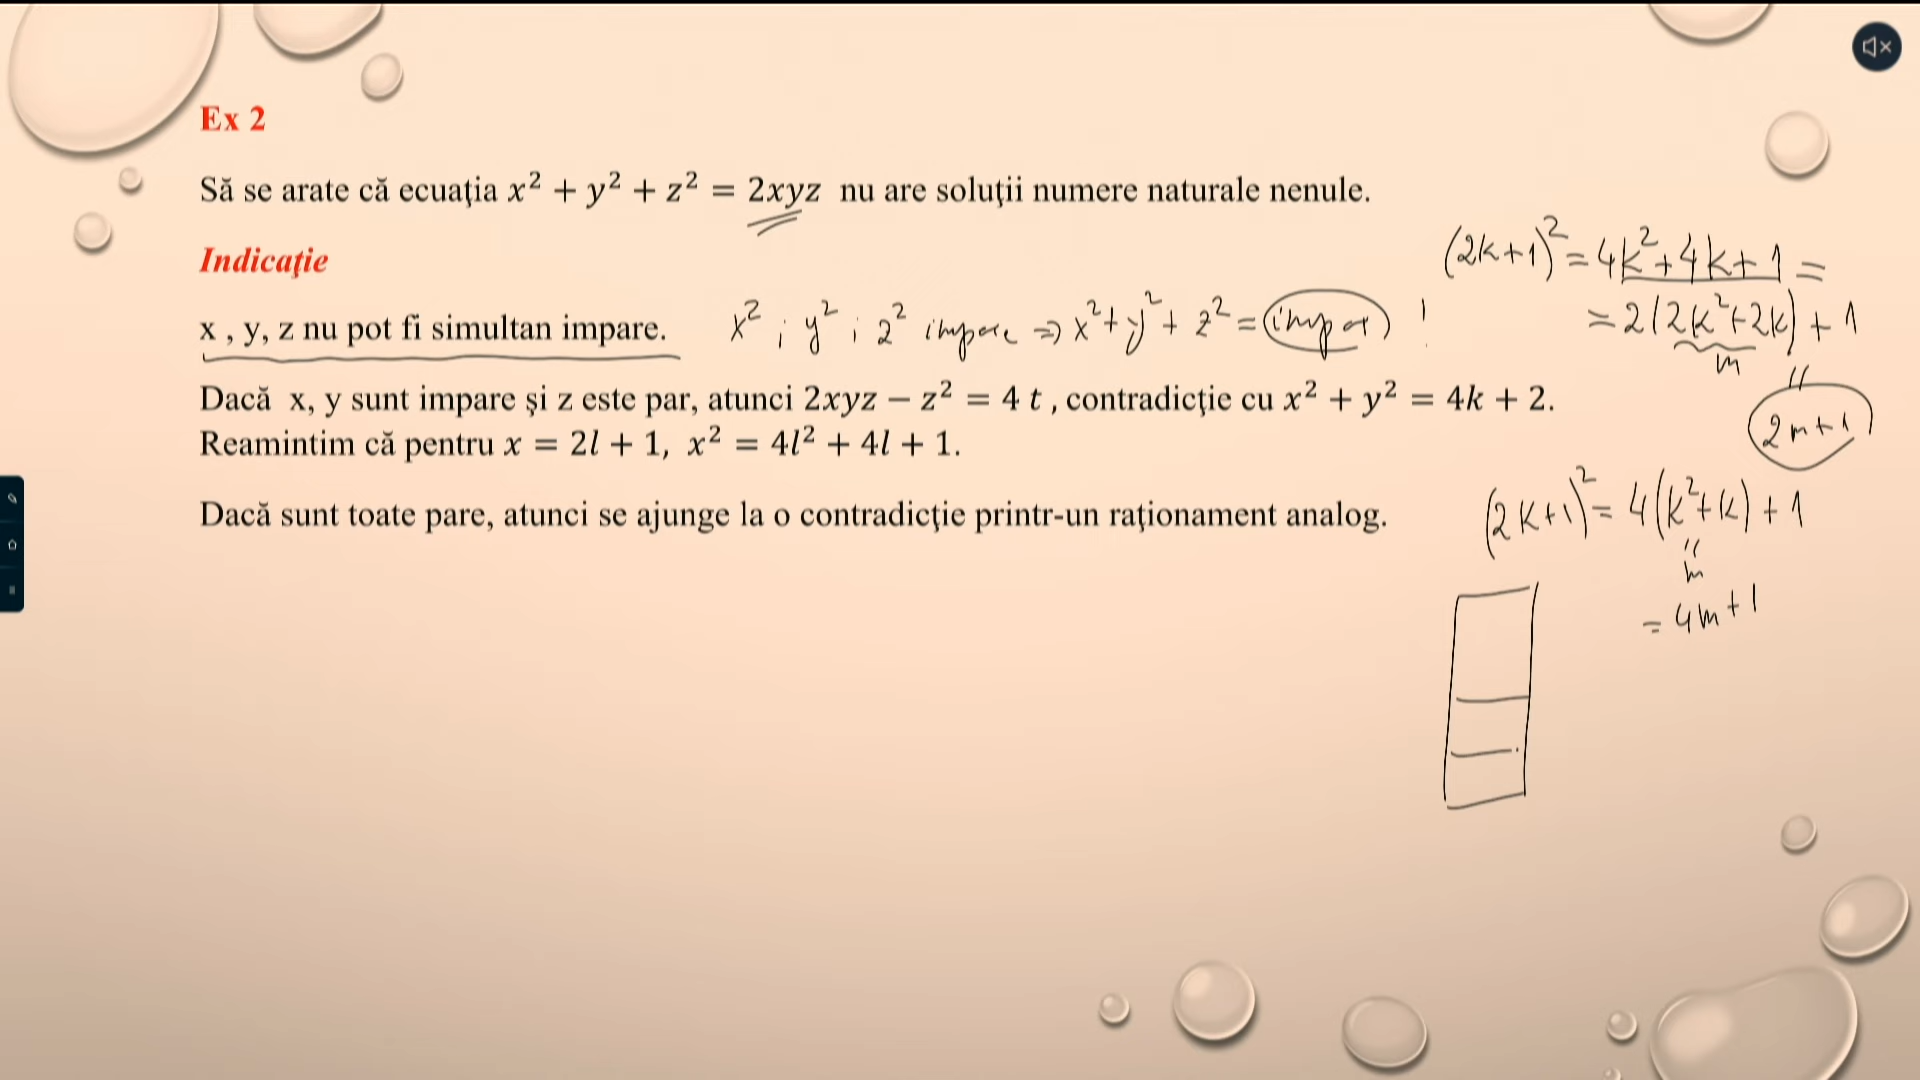 Ex 2
Să se arate că ecuaţia x² + y² + z² = 2xyz nu are soluţii numere naturale nenule.
Indicaţie
x , y, z nu pot fi simultan impare.
x² ; y² ; z² impare ⇒ x² + y² + z² = impar !
Dacă x, y sunt impare şi z este par, atunci 2xyz − z² = 4 t , contradicţie cu x² + y² = 4k + 2.
Reamintim că pentru x = 2l + 1, x² = 4l² + 4l + 1.
Dacă sunt toate pare, atunci se ajunge la o contradicţie printr-un raţionament analog.
(2k+1)² = 4k² + 4k + 1 =
= 2(2k² + 2k) + 1
m
"
2m+1
(2k+1)² = 4(k²+k) + 1
"
m
= 4m + 1